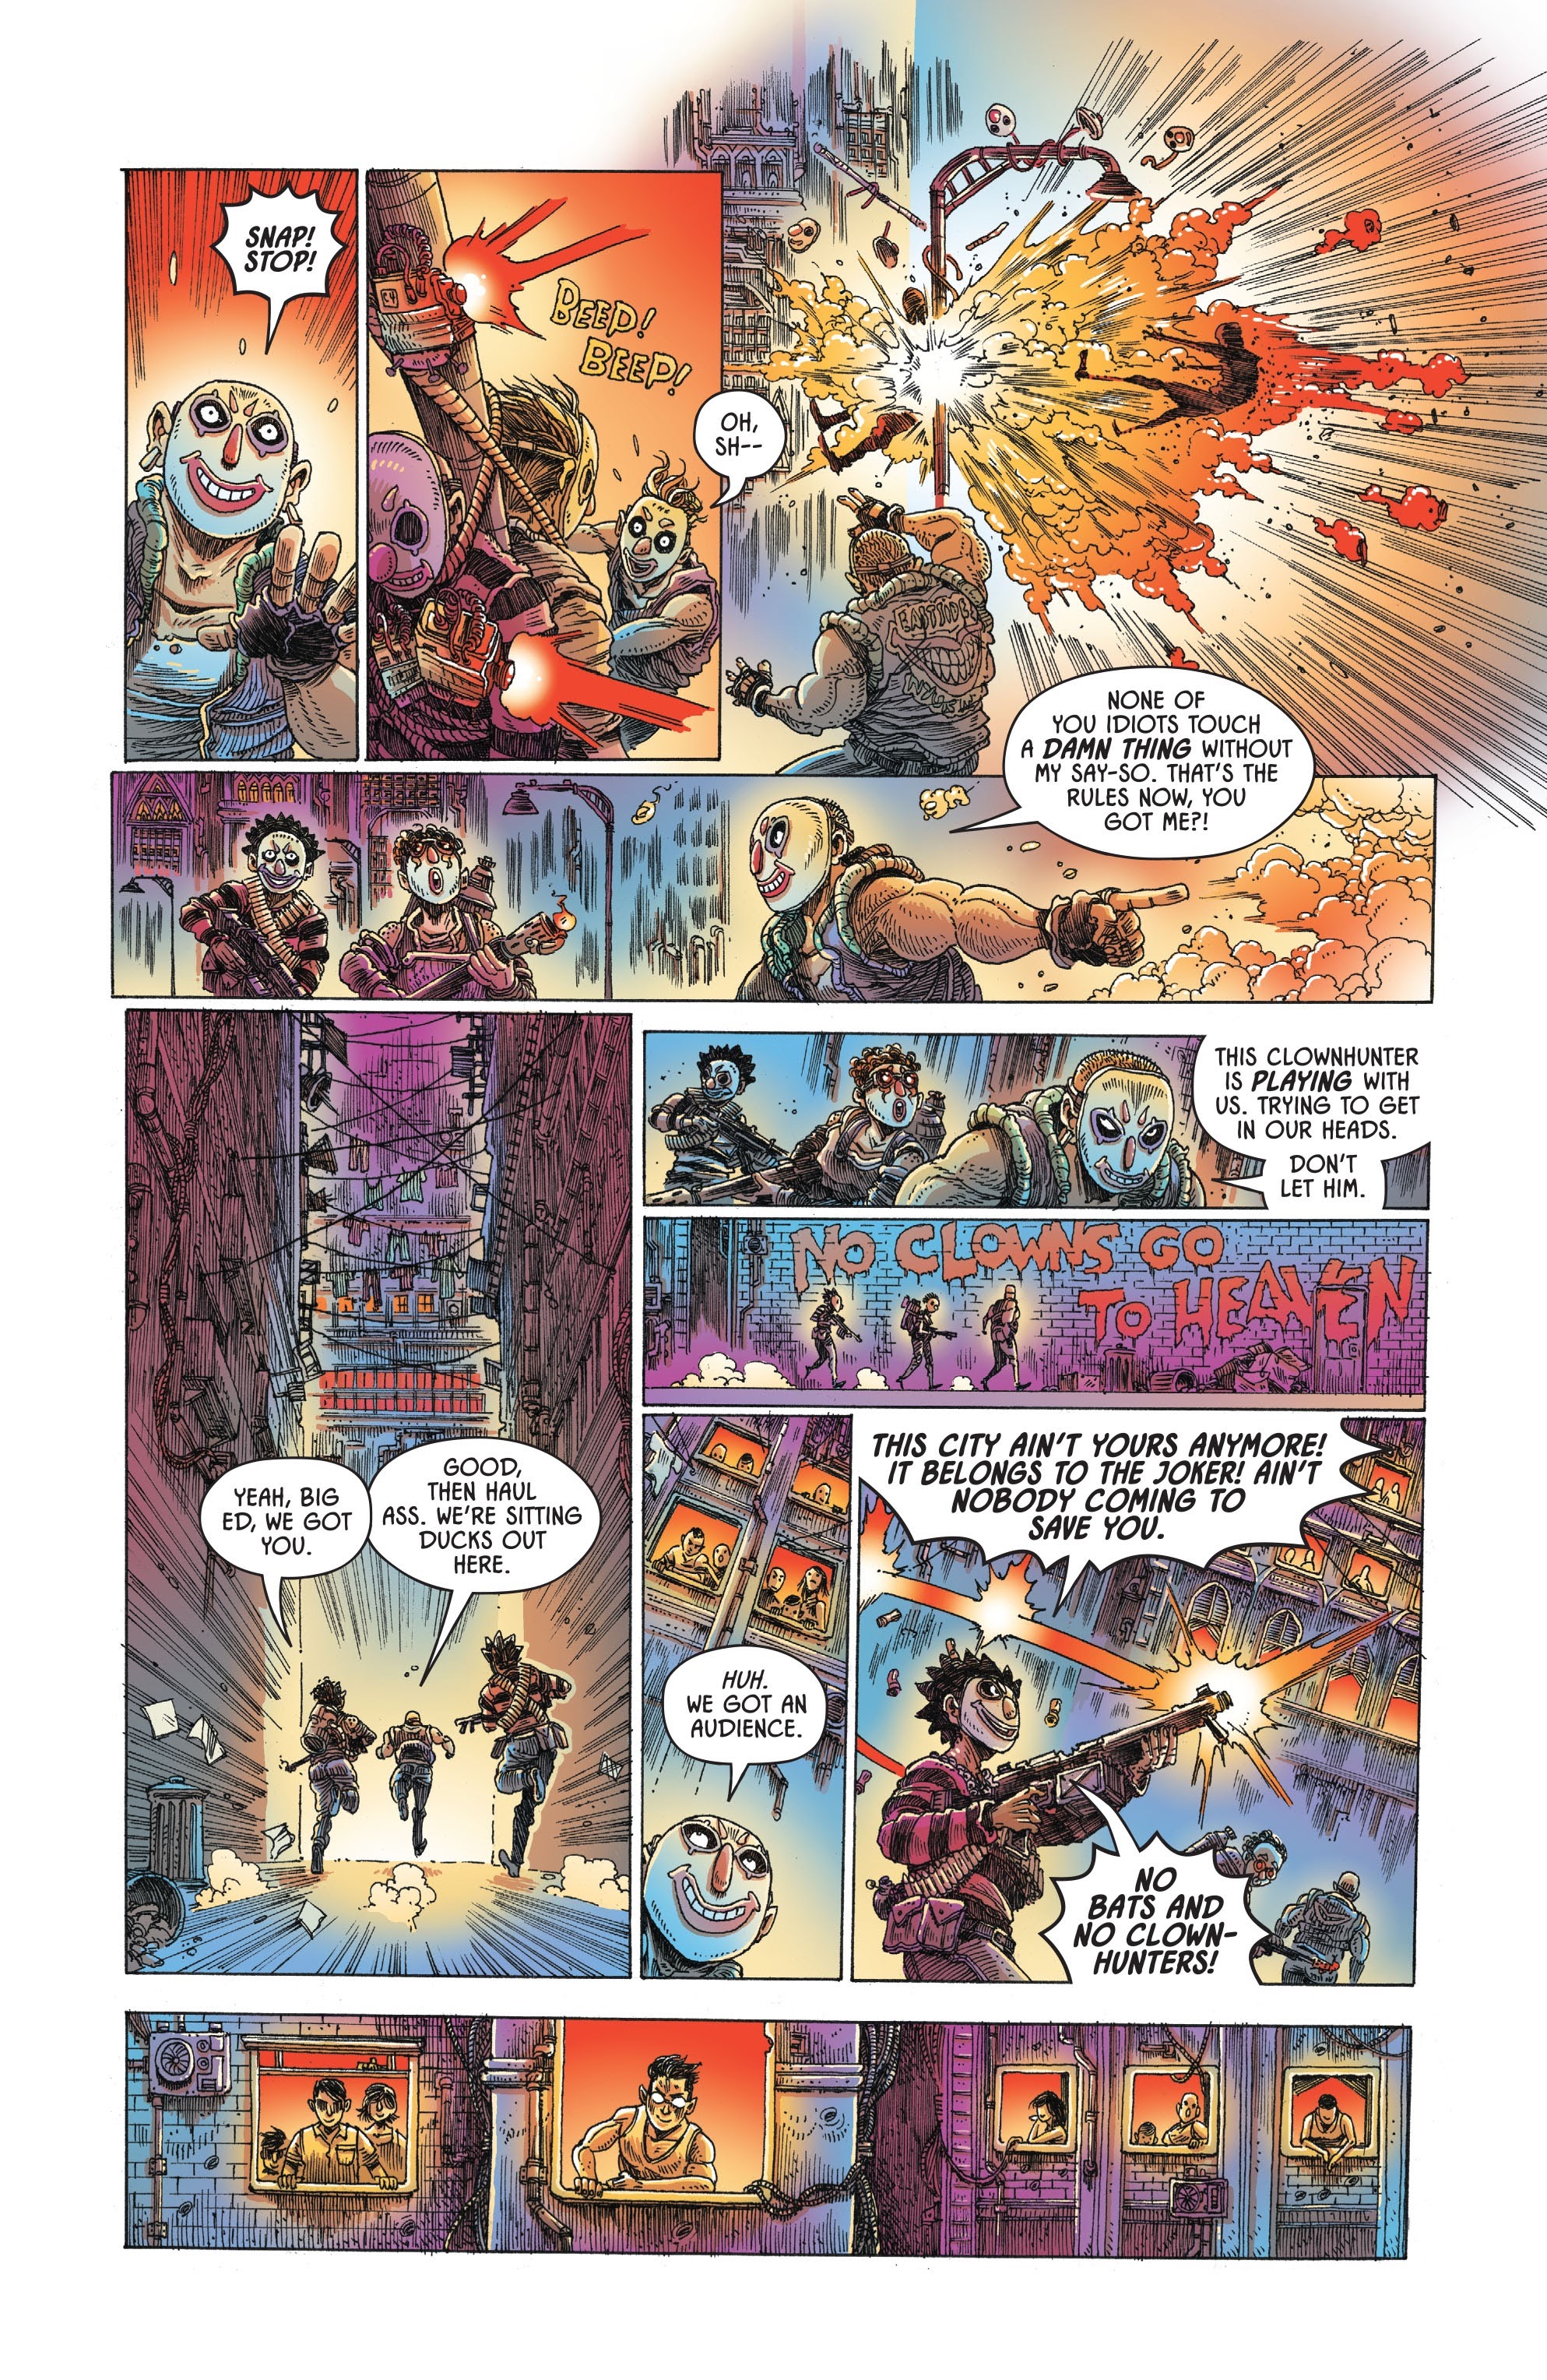 SNAP!
STOP!
C4
BEEP!
BEEP!
OH,
SH--
NONE OF
YOU IDIOTS TOUCH
A DAMN THING WITHOUT
MY SAY-SO. THAT'S THE
RULES NOW, YOU
GOT ME?!
YEAH, BIG
ED, WE GOT
YOU.
GOOD,
THEN HAUL
ASS. WE'RE SITTING
DUCKS OUT
HERE.
THIS CLOWNHUNTER
IS PLAYING WITH
US. TRYING TO GET
IN OUR HEADS.
DON'T
LET HIM.
NO CLOWNS GO
TO HEAVEN
HUH.
WE GOT AN
AUDIENCE.
THIS CITY AIN'T YOURS ANYMORE!
IT BELONGS TO THE JOKER! AIN'T
NOBODY COMING TO
SAVE YOU.
NO
BATS AND
NO CLOWN-
HUNTERS!